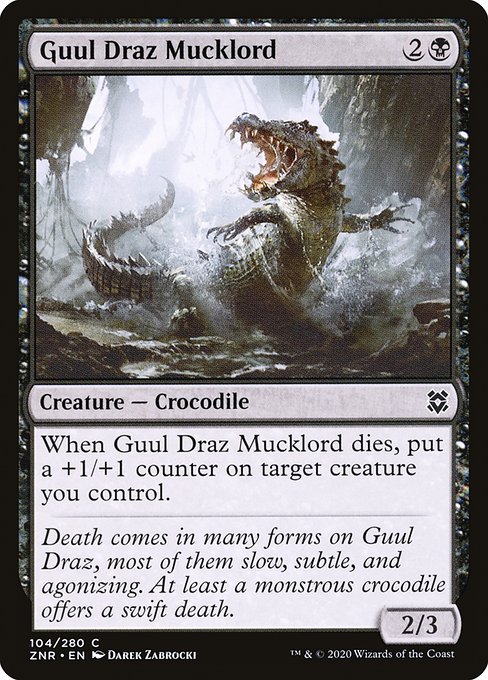 Guul Draz Mucklord 2
Creature — Crocodile
When Guul Draz Mucklord dies, put
a +1/+1 counter on target creature
you control.
Death comes in many forms on Guul
Draz, most of them slow, subtle, and
agonizing. At least a monstrous crocodile
offers a swift death.
2/3
104/280 C
ZNR • EN Darek Zabrocki ™ & © 2020 Wizards of the Coast